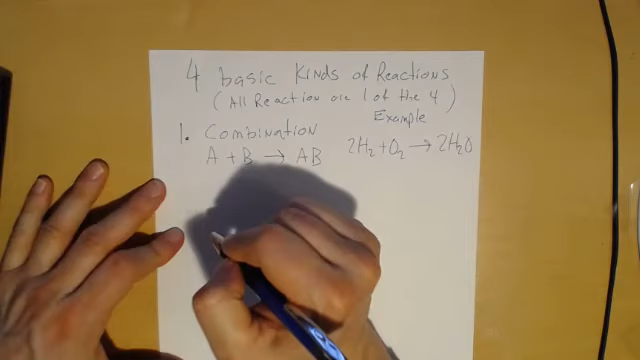 4 basic Kinds of Reactions
(All Reaction are 1 of the 4)
Example
1. Combination
A + B → AB 2H₂ + O₂ → 2H₂O